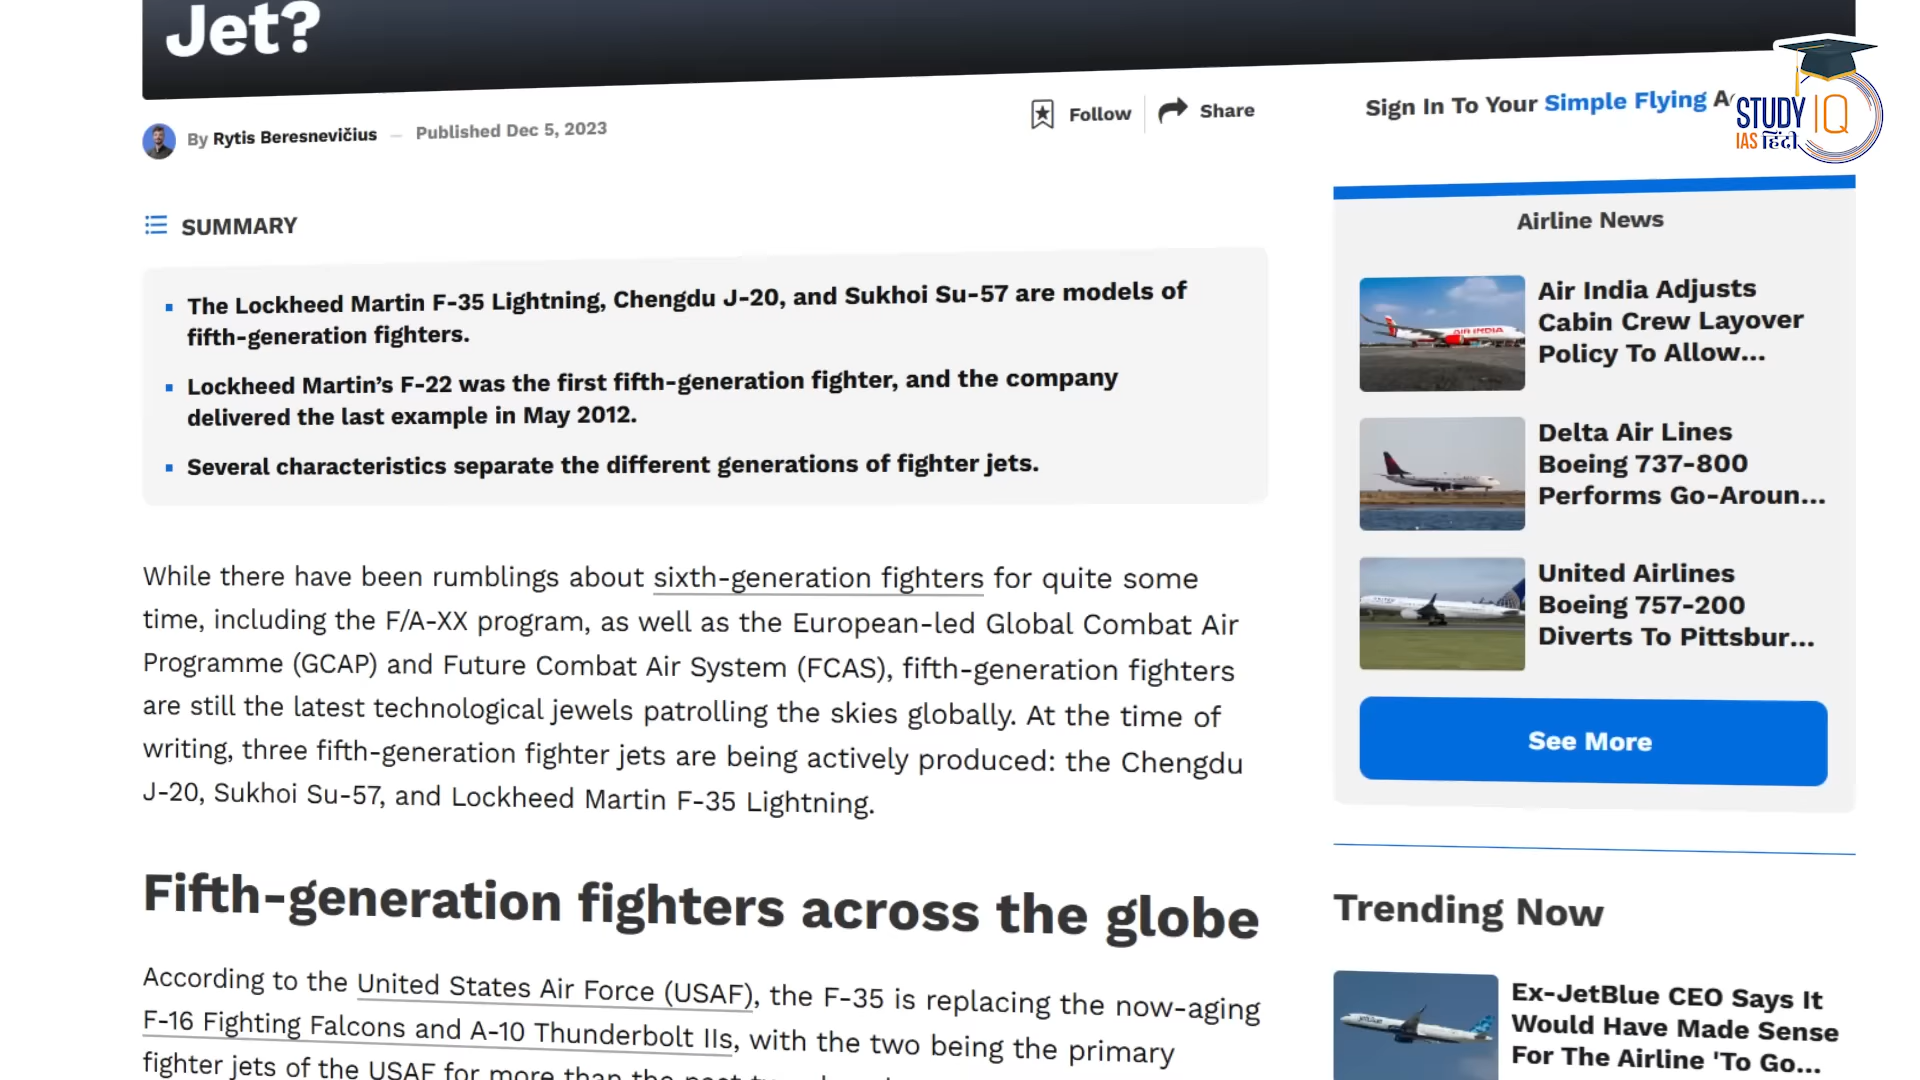 Jet?
By Rytis Beresnevičius — Published Dec 5, 2023
Follow
Share
Sign In To Your Simple Flying
STUDY IQ
IAS हिंदी
SUMMARY
The Lockheed Martin F-35 Lightning, Chengdu J-20, and Sukhoi Su-57 are models of
fifth-generation fighters.
Lockheed Martin’s F-22 was the first fifth-generation fighter, and the company
delivered the last example in May 2012.
Several characteristics separate the different generations of fighter jets.
While there have been rumblings about sixth-generation fighters for quite some
time, including the F/A-XX program, as well as the European-led Global Combat Air
Programme (GCAP) and Future Combat Air System (FCAS), fifth-generation fighters
are still the latest technological jewels patrolling the skies globally. At the time of
writing, three fifth-generation fighter jets are being actively produced: the Chengdu
J-20, Sukhoi Su-57, and Lockheed Martin F-35 Lightning.
Fifth-generation fighters across the globe
According to the United States Air Force (USAF), the F-35 is replacing the now-aging
F-16 Fighting Falcons and A-10 Thunderbolt IIs, with the two being the primary
fighter jets of the USAF for more than the past
Airline News
AIR INDIA
Air India Adjusts
Cabin Crew Layover
Policy To Allow...
Delta Air Lines
Boeing 737-800
Performs Go-Aroun...
United Airlines
Boeing 757-200
Diverts To Pittsbur...
See More
Trending Now
jetBlue
Ex-JetBlue CEO Says It
Would Have Made Sense
For The Airline 'To Go...